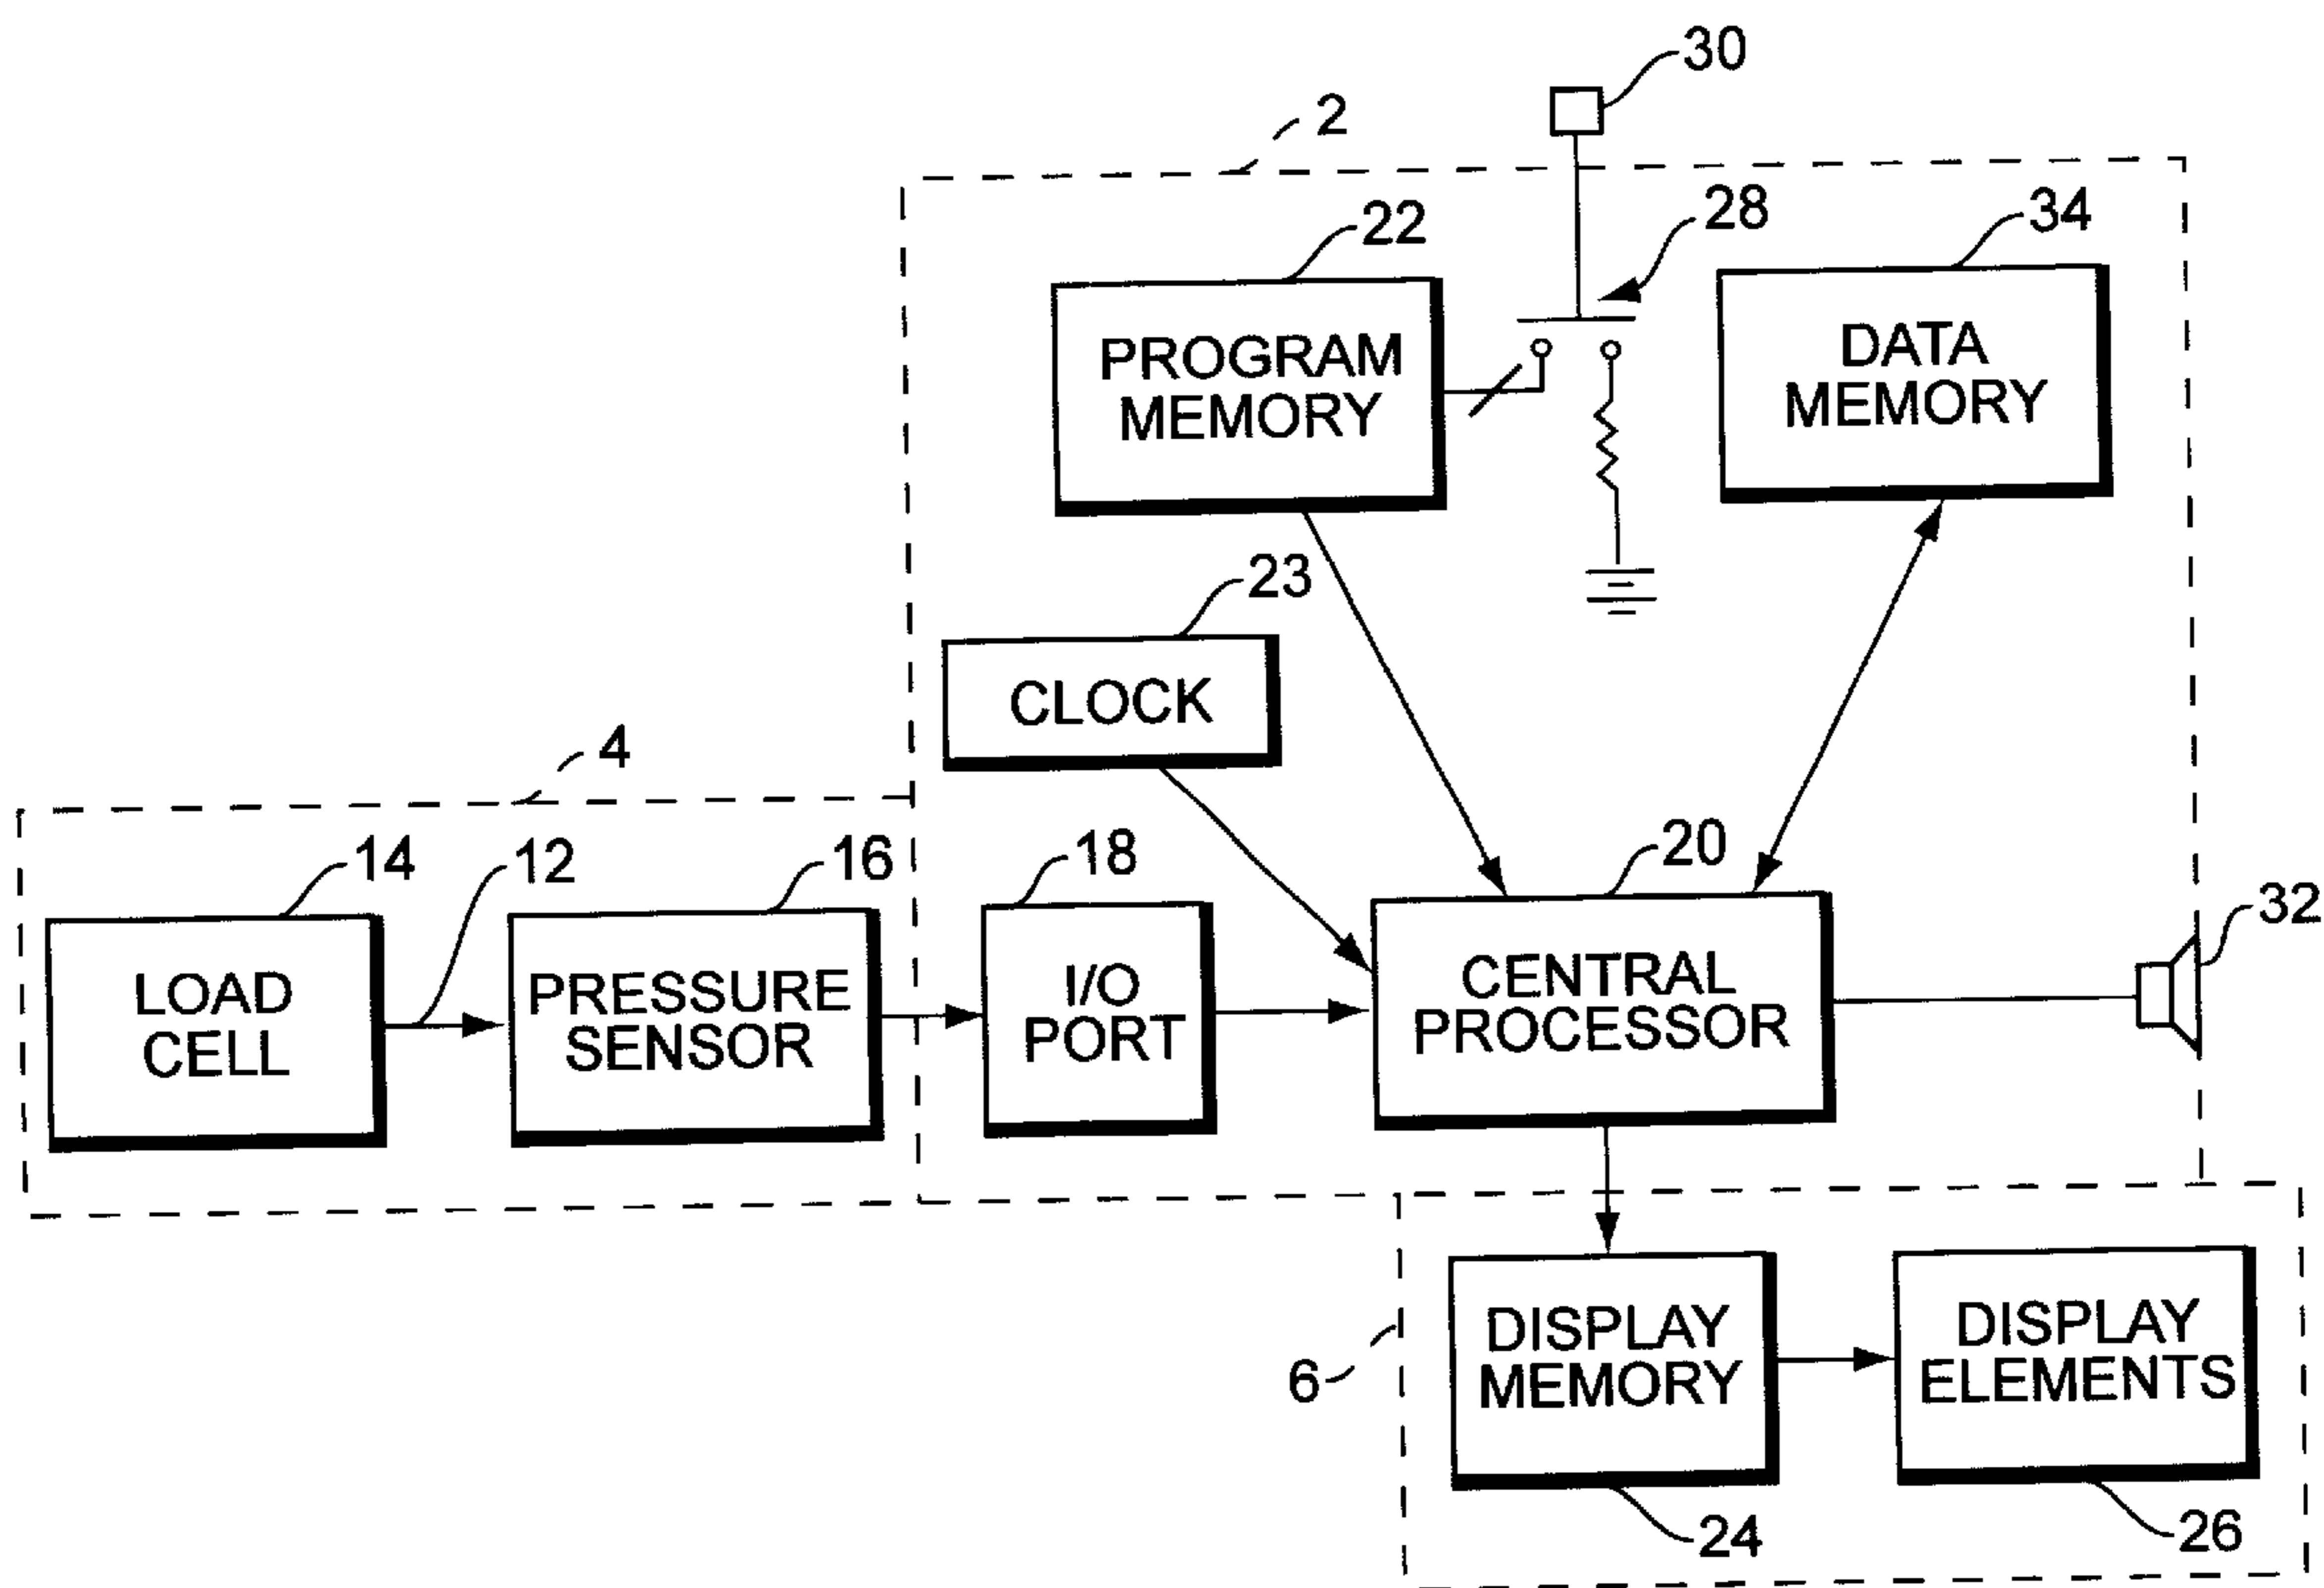 30
2
22
28
34
PROGRAM
MEMORY
DATA
MEMORY
23
CLOCK
4
14
12
16
18
20
32
LOAD
CELL
PRESSURE
SENSOR
I/O
PORT
CENTRAL
PROCESSOR
6
DISPLAY
MEMORY
DISPLAY
ELEMENTS
24
26